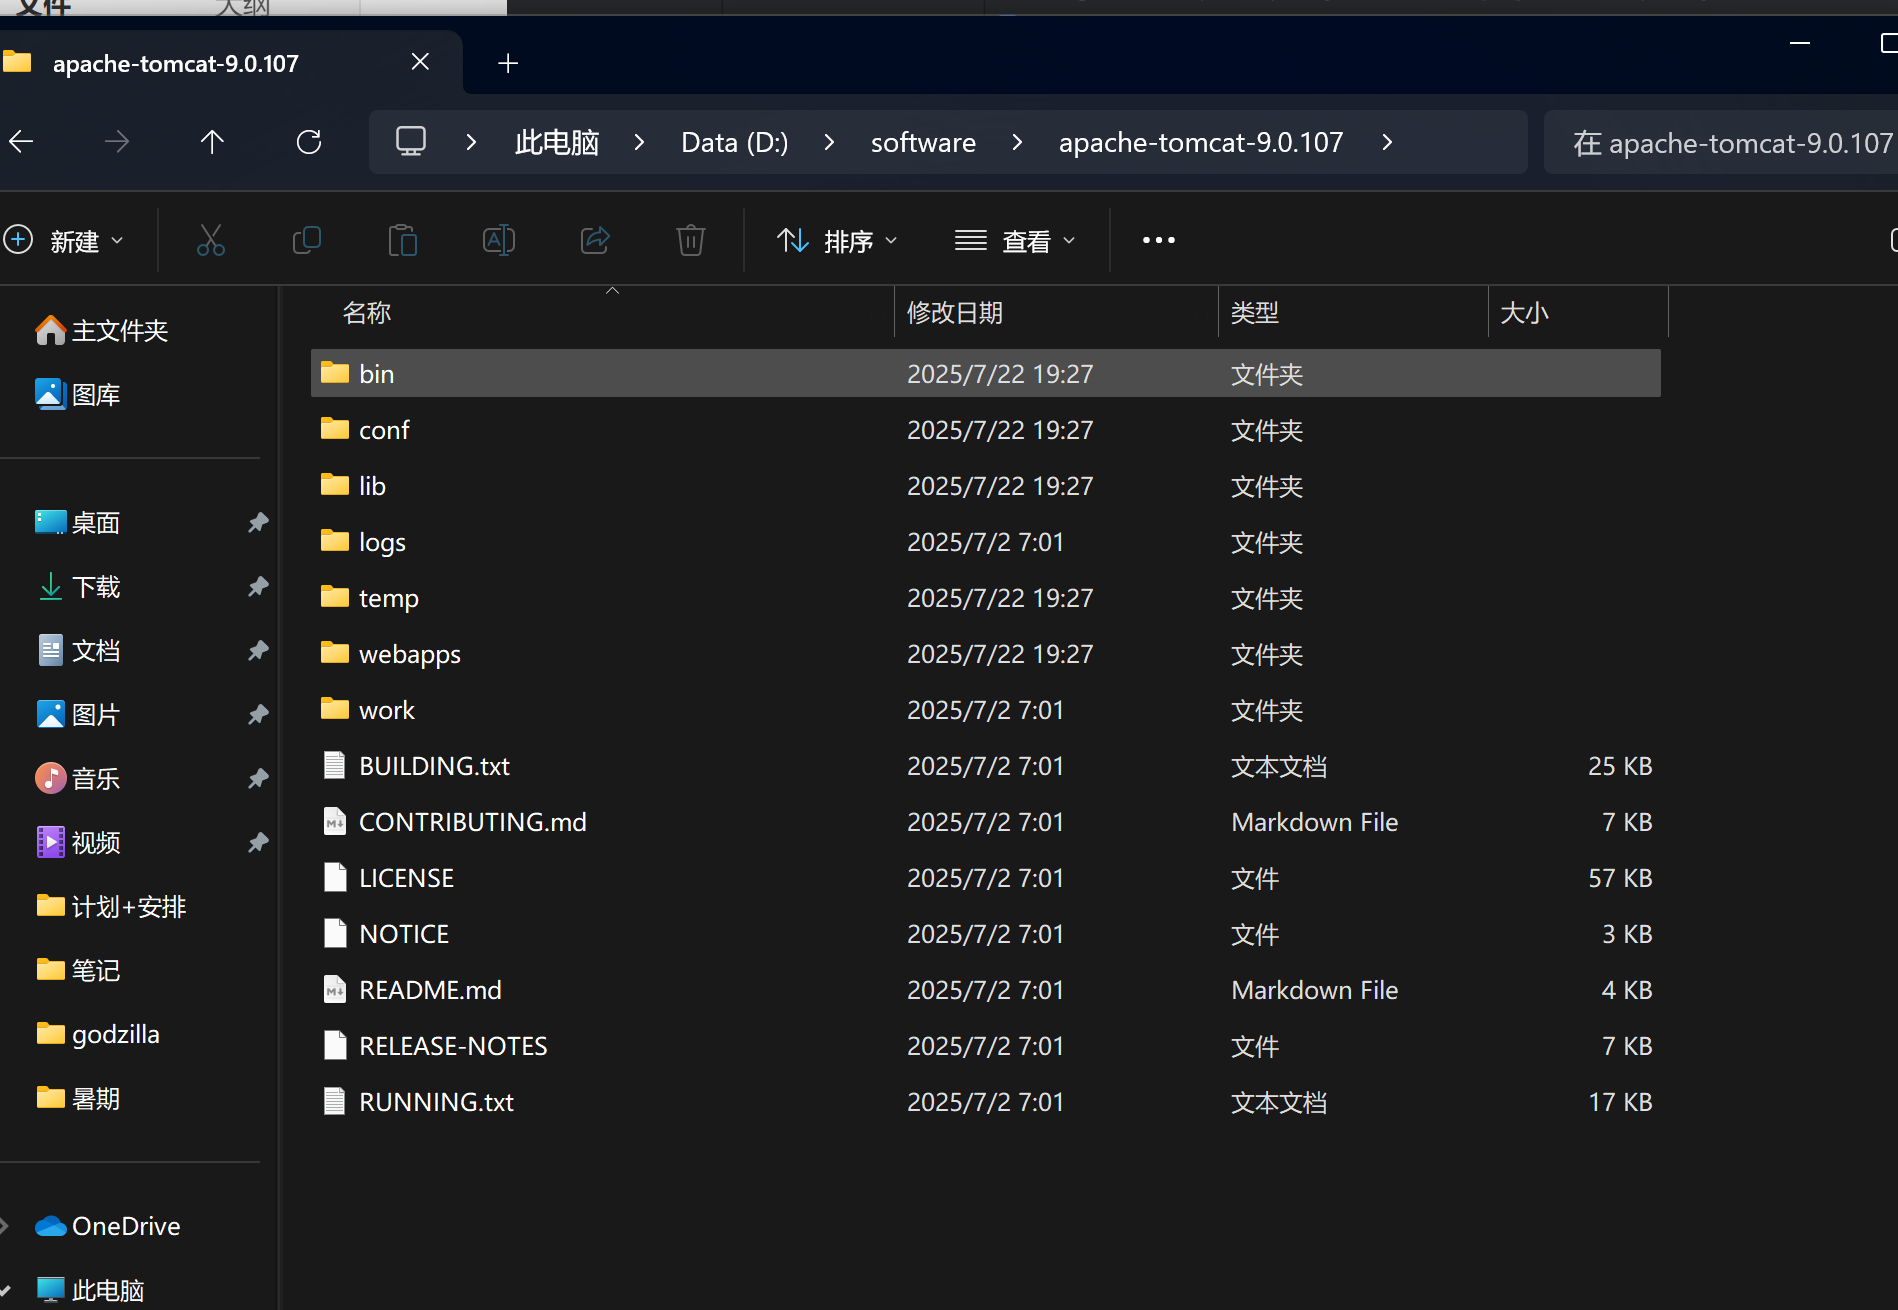 文件 大纲
apache-tomcat-9.0.107
此电脑 Data (D:) software apache-tomcat-9.0.107 在 apache-tomcat-9.0.107
新建 排序 查看
名称 修改日期 类型 大小
主文件夹
图库
桌面
下载
文档
图片
音乐
视频
计划+安排
笔记
godzilla
暑期
OneDrive
此电脑
bin 2025/7/22 19:27 文件夹
conf 2025/7/22 19:27 文件夹
lib 2025/7/22 19:27 文件夹
logs 2025/7/2 7:01 文件夹
temp 2025/7/22 19:27 文件夹
webapps 2025/7/22 19:27 文件夹
work 2025/7/2 7:01 文件夹
BUILDING.txt 2025/7/2 7:01 文本文档 25 KB
CONTRIBUTING.md 2025/7/2 7:01 Markdown File 7 KB
LICENSE 2025/7/2 7:01 文件 57 KB
NOTICE 2025/7/2 7:01 文件 3 KB
README.md 2025/7/2 7:01 Markdown File 4 KB
RELEASE-NOTES 2025/7/2 7:01 文件 7 KB
RUNNING.txt 2025/7/2 7:01 文本文档 17 KB